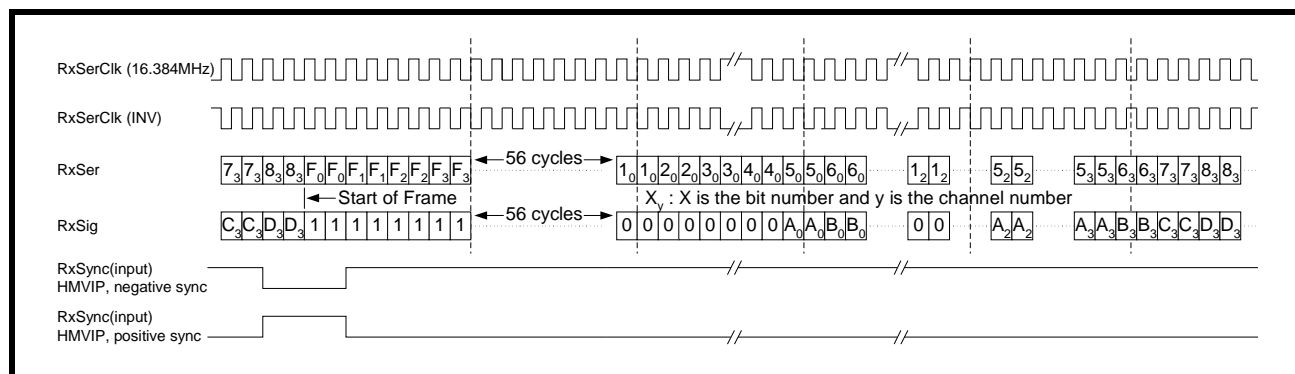 RxSerClk (16.384MHz)
RxSerClk (INV)
RxSer 7₃ 7₃ 8₃ 8₃ F₀ F₀ F₁ F₁ F₂ F₂ F₃ F₃ 56 cycles 1₀ 1₀ 2₀ 2₀ 3₀ 3₀ 4₀ 4₀ 5₀ 5₀ 6₀ 6₀ 1₂ 1₂ 5₂ 5₂ 5₃ 5₃ 6₃ 6₃ 7₃ 7₃ 8₃ 8₃
Start of Frame Xy : X is the bit number and y is the channel number
RxSig C₃ C₃ D₃ D₃ 1 1 1 1 1 1 1 1 56 cycles 0 0 0 0 0 0 0 0 A₀ A₀ B₀ B₀ 0 0 A₂ A₂ A₃ A₃ B₃ B₃ C₃ C₃ D₃ D₃
RxSync(input)
HMVIP, negative sync
RxSync(input)
HMVIP, positive sync